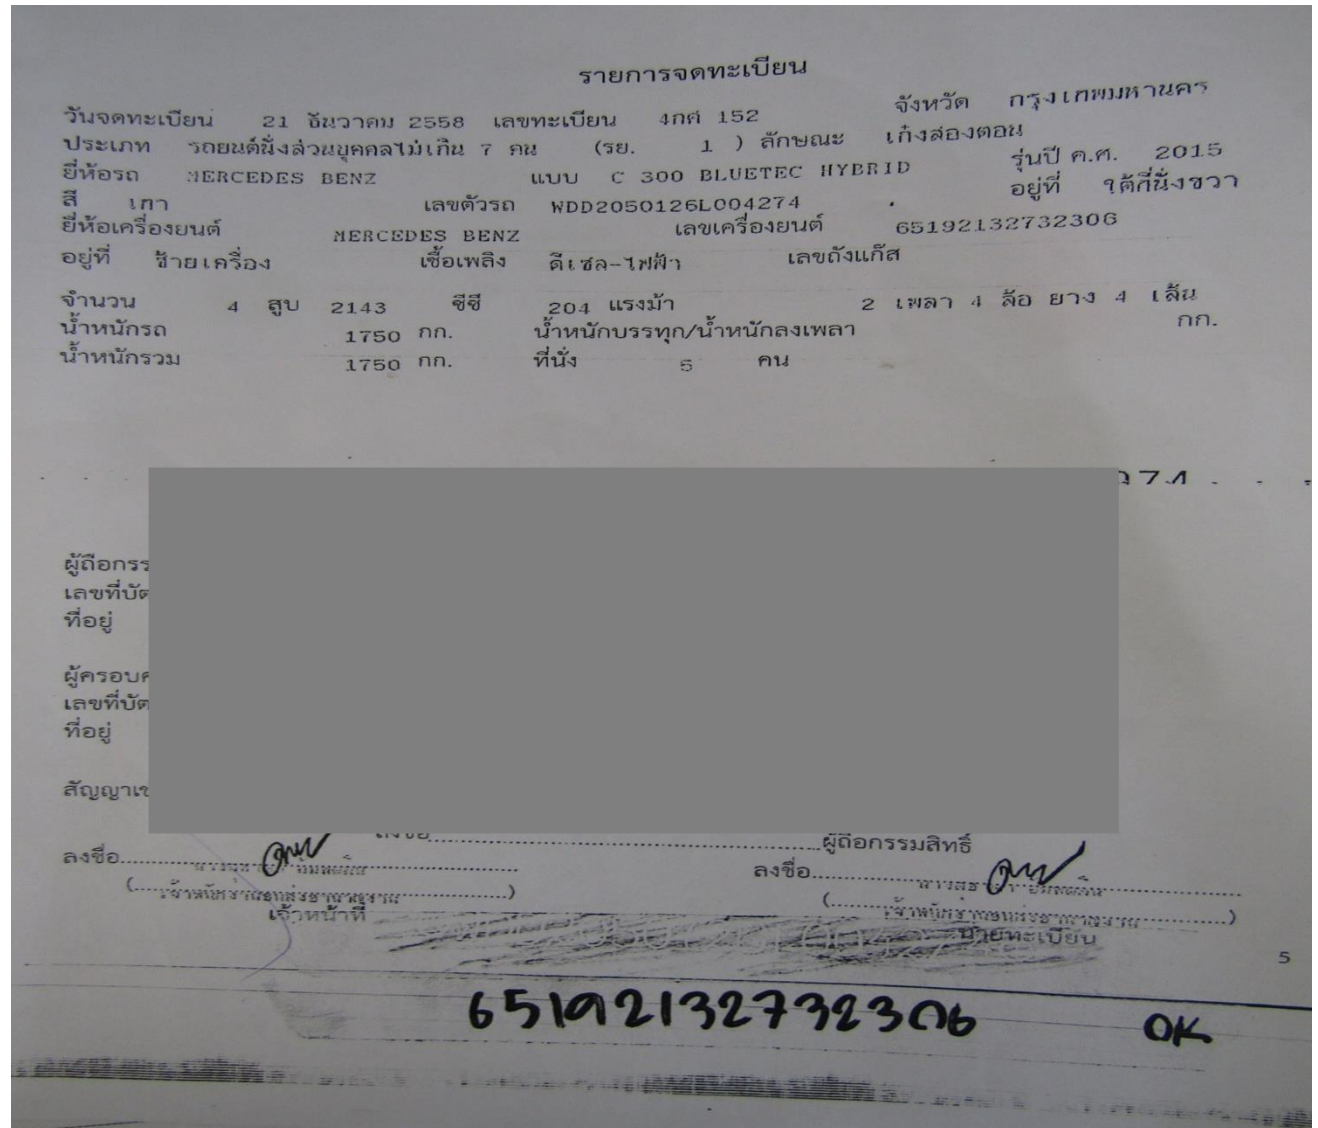 รายการจดทะเบียน
วันจดทะเบียน 21 ธันวาคม 2558 เลขทะเบียน 4กศ 152 จังหวัด กรุงเทพมหานคร
ประเภท รถยนต์นั่งส่วนบุคคลไม่เกิน 7 คน (รย. 1 ) ลักษณะ เก๋งสองตอน
ยี่ห้อรถ MERCEDES BENZ แบบ C 300 BLUETEC HYBRID รุ่นปี ค.ศ. 2015
สี เทา เลขตัวรถ WDD2050126L004274 อยู่ที่ ใต้ที่นั่งขวา
ยี่ห้อเครื่องยนต์ MERCEDES BENZ เลขเครื่องยนต์ 65192132732306
อยู่ที่ ซ้ายเครื่อง เชื้อเพลิง ดีเซล-ไฟฟ้า เลขถังแก๊ส
จำนวน 4 สูบ 2143 ซีซี 204 แรงม้า 2 เพลา 4 ล้อ ยาง 4 เส้น
น้ำหนักรถ 1750 กก. น้ำหนักบรรทุก/น้ำหนักลงเพลา กก.
น้ำหนักรวม 1750 กก. ที่นั่ง 5 คน
ผู้ถือกรร
เลขที่บัต
ที่อยู่
ผู้ครอบค
เลขที่บัต
ที่อยู่
สัญญาเช
ลงชื่อ ผู้ถือกรรมสิทธิ์
ลงชื่อ ลงชื่อ
เจ้าหน้าที่ นายทะเบียน
5
65192132732306 OK